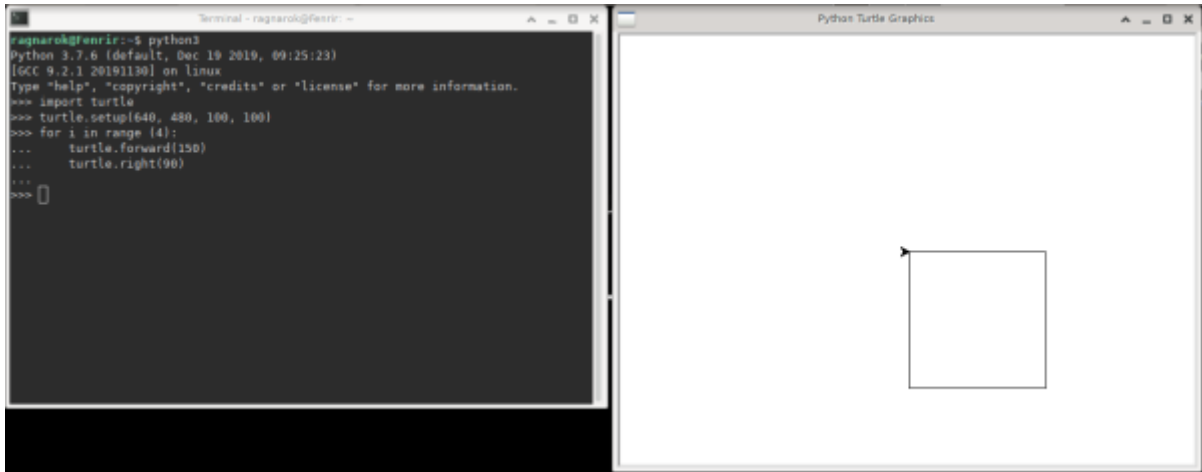 Terminal - ragnarok@fenrir: ~
ragnarok@Fenrir:~$ python3
Python 3.7.6 (default, Dec 19 2019, 09:25:23)
[GCC 9.2.1 20191130] on linux
Type "help", "copyright", "credits" or "license" for more information.
>>> import turtle
>>> turtle.setup(640, 480, 100, 100)
>>> for i in range (4):
...     turtle.forward(150)
...     turtle.right(90)
...
>>>
Python Turtle Graphics